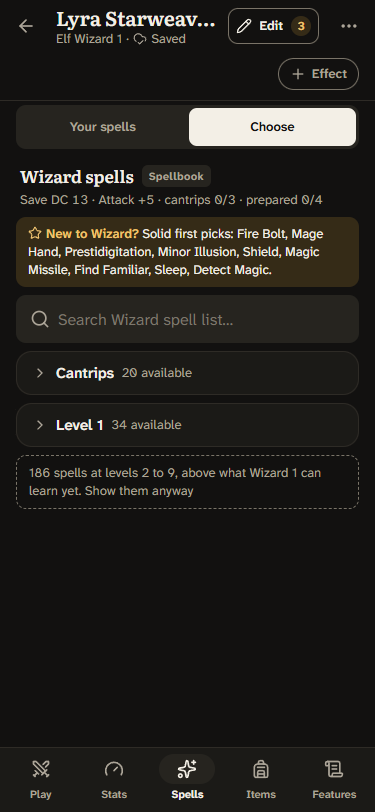 Lyra Starweav...
Edit 3
Elf Wizard 1 · Saved
Effect
Your spells
Choose
Wizard spells Spellbook
Save DC 13 · Attack +5 · cantrips 0/3 · prepared 0/4
New to Wizard? Solid first picks: Fire Bolt, Mage
Hand, Prestidigitation, Minor Illusion, Shield, Magic
Missile, Find Familiar, Sleep, Detect Magic.
Search Wizard spell list...
Cantrips 20 available
Level 1 34 available
186 spells at levels 2 to 9, above what Wizard 1 can
learn yet. Show them anyway
Play
Stats
Spells
Items
Features